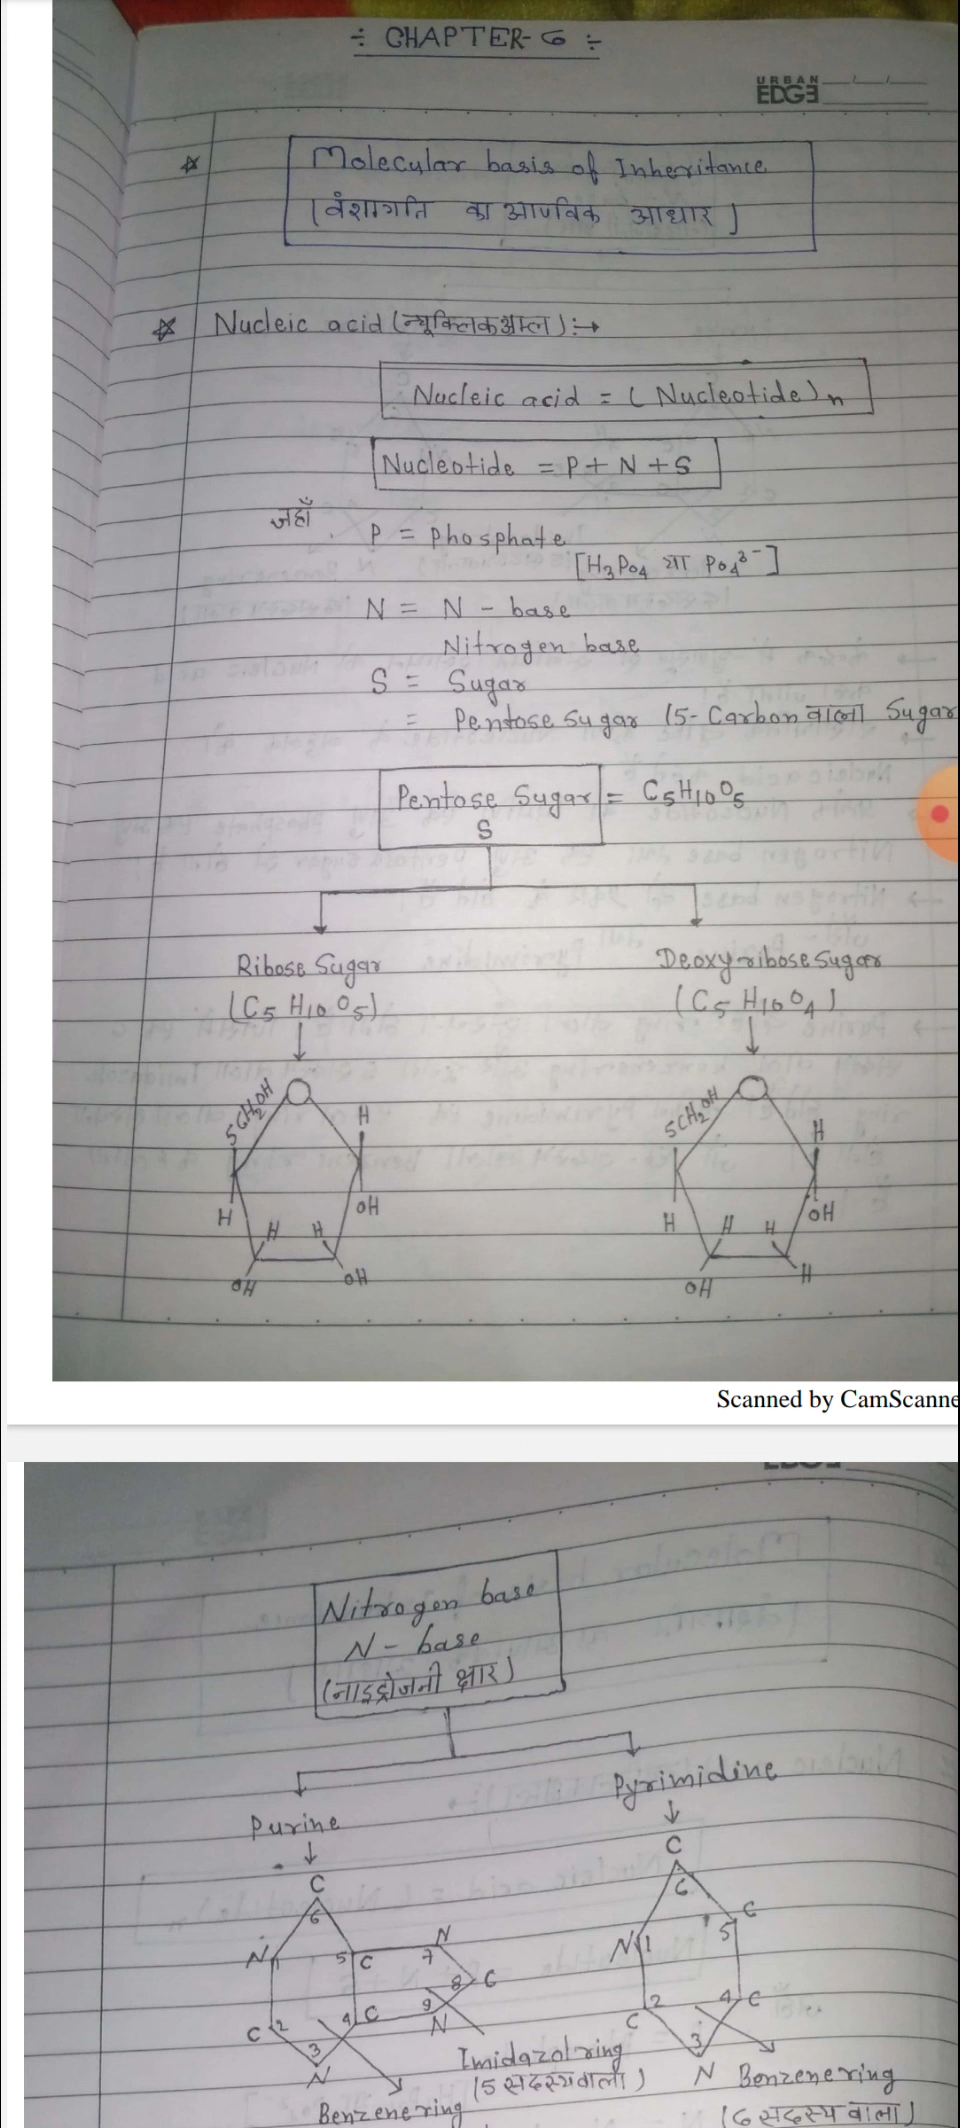 ÷ CHAPTER-6 ÷
URBAN
EDGE
Molecular basis of Inheritance
(वंशागति का आणविक आधार)
Nucleic acid (न्यूक्लिक अम्ल) :→
Nucleic acid = (Nucleotide)n
Nucleotide = P + N + S
जहाँ
P = Phosphate
[H3PO4 या PO4³⁻]
N = N - base
Nitrogen base
S = Sugar
= Pentose Sugar (5-Carbon वाला Sugar
Pentose Sugar = C5H10O5
S
Ribose Sugar
Deoxyribose Sugar
(C5H10O5)
(C5H10O4)
5CH2OH
H
H
H
H
OH
OH
OH
5CH2OH
H
H
H
H
OH
OH
H
Scanned by CamScanne
Nitrogen base
N - base
(नाइट्रोजनी क्षार)
Purine
Pyrimidine
C
6
N
1
5 C
N
7
8 C
9
N
4 C
C 2
3
N
Imidazol ring
(5 सदस्य वाला)
Benzene ring
C
6
N 1
5 C
4 C
2
C
3
N
Benzene ring
(6 सदस्य वाला)